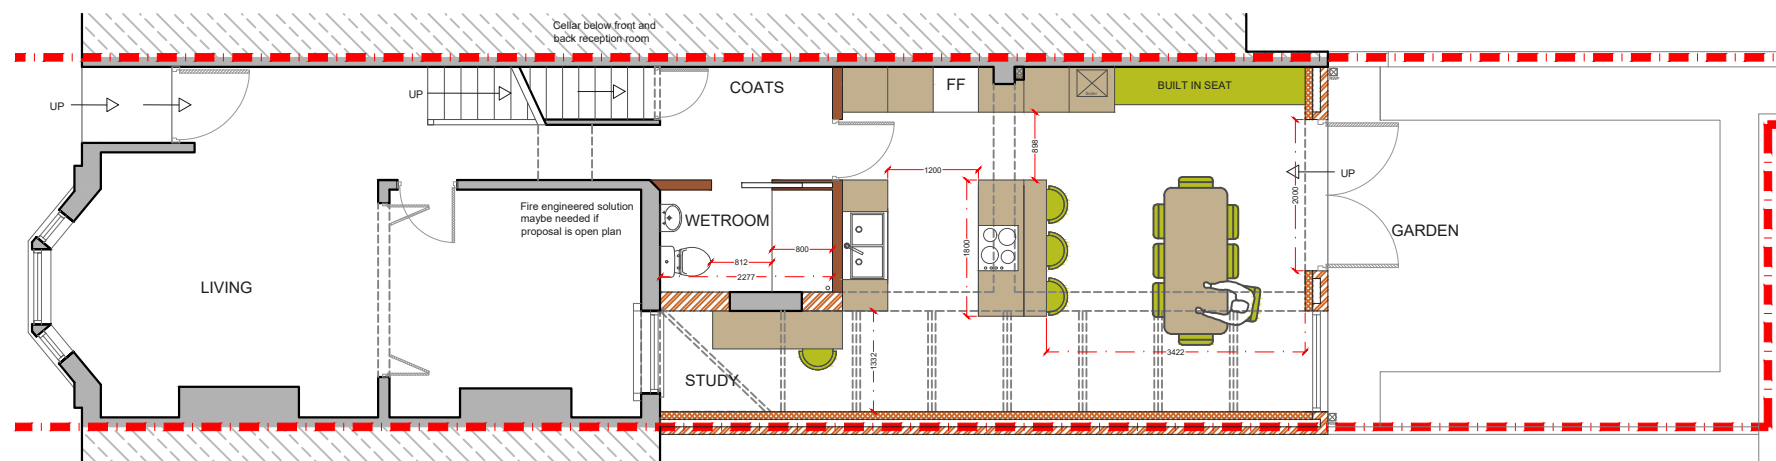 Cellar below front and
back reception room
UP
UP
COATS
FF
BUILT IN SEAT
898
1200
2000
UP
Fire engineered solution
maybe needed if
proposal is open plan
WETROOM
800
812
2277
1800
GARDEN
LIVING
1332
3422
STUDY